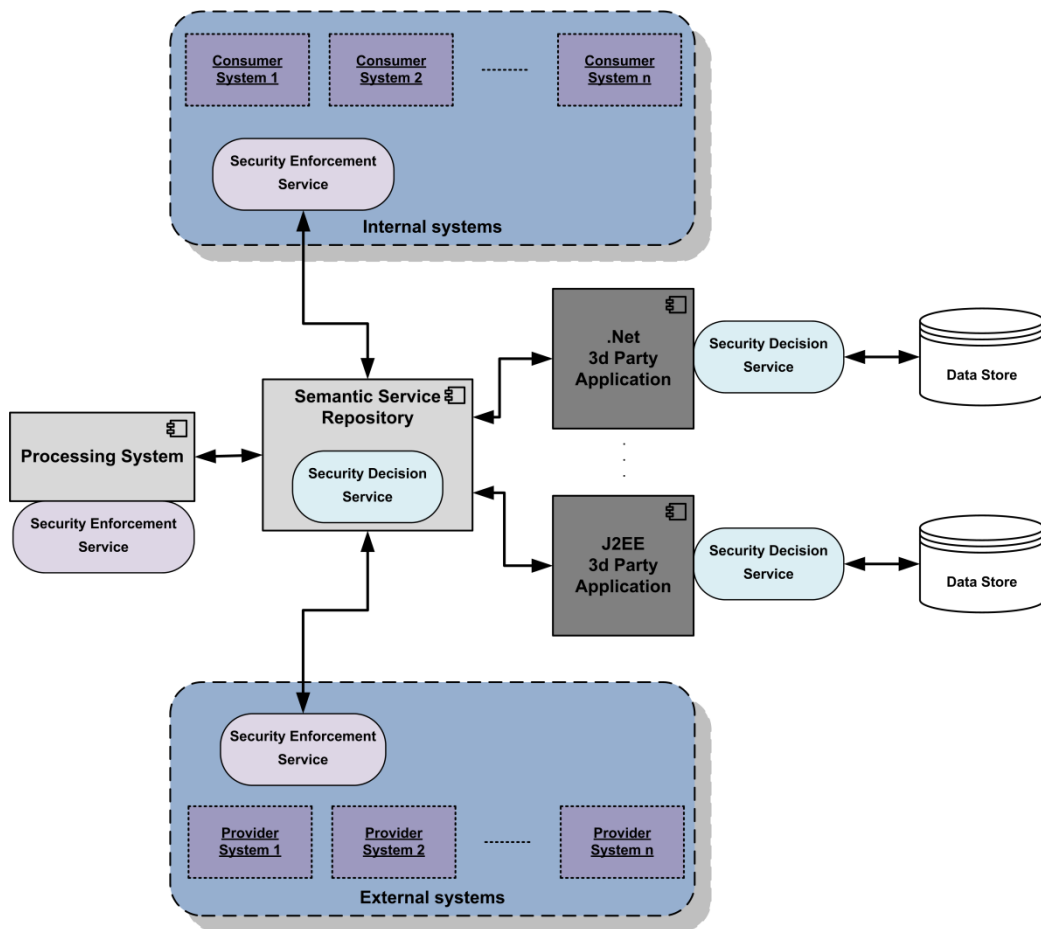 Consumer
System 1
Consumer
System 2
Consumer
System n
Security Enforcement
Service
Internal systems
.Net
3d Party
Application
Security Decision
Service
Data Store
Semantic Service
Repository
Security Decision
Service
Processing System
Security Enforcement
Service
J2EE
3d Party
Application
Security Decision
Service
Data Store
Security Enforcement
Service
Provider
System 1
Provider
System 2
Provider
System n
External systems